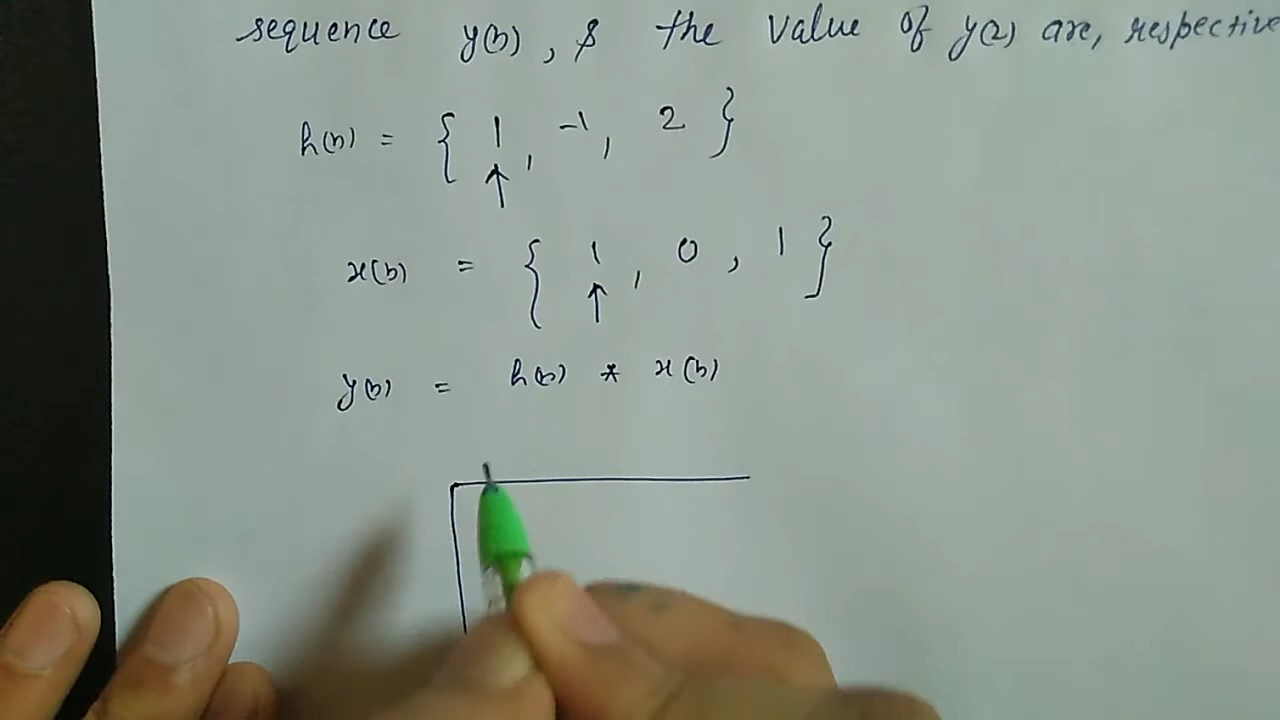 sequence y(n), & the value of y(2) are, respective
h(n) = { 1, -1, 2 }
↑
x(n) = { 1, 0, 1 }
↑
y(n) = h(n) * x(n)